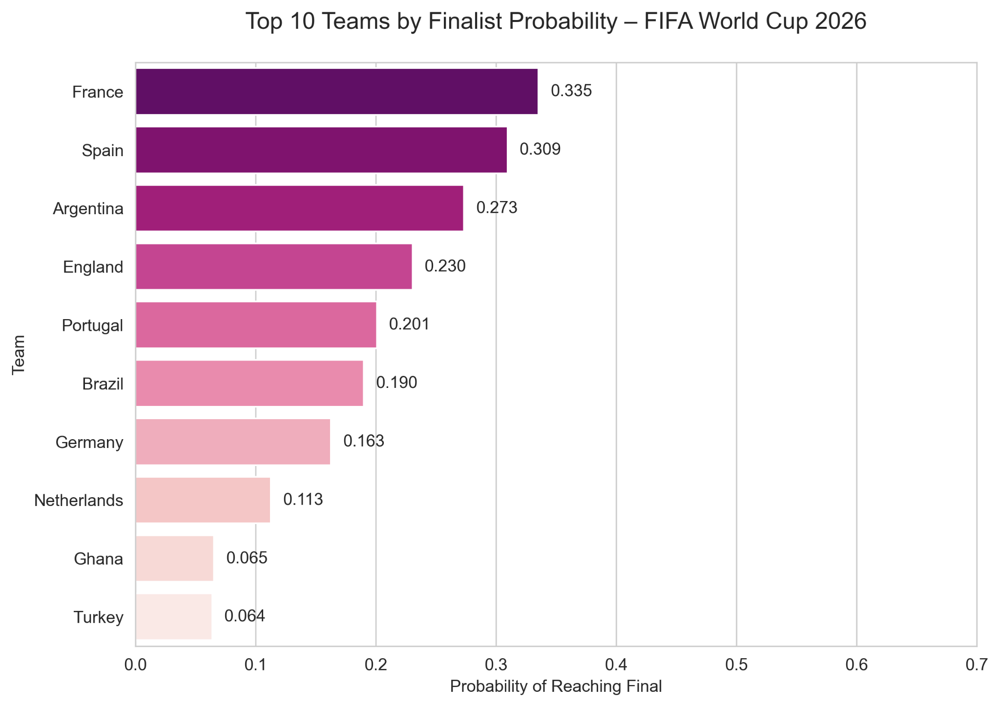 Top 10 Teams by Finalist Probability – FIFA World Cup 2026
France 0.335
Spain 0.309
Argentina 0.273
England 0.230
Portugal 0.201
Brazil 0.190
Germany 0.163
Netherlands 0.113
Ghana 0.065
Turkey 0.064
Team
0.0 0.1 0.2 0.3 0.4 0.5 0.6 0.7
Probability of Reaching Final